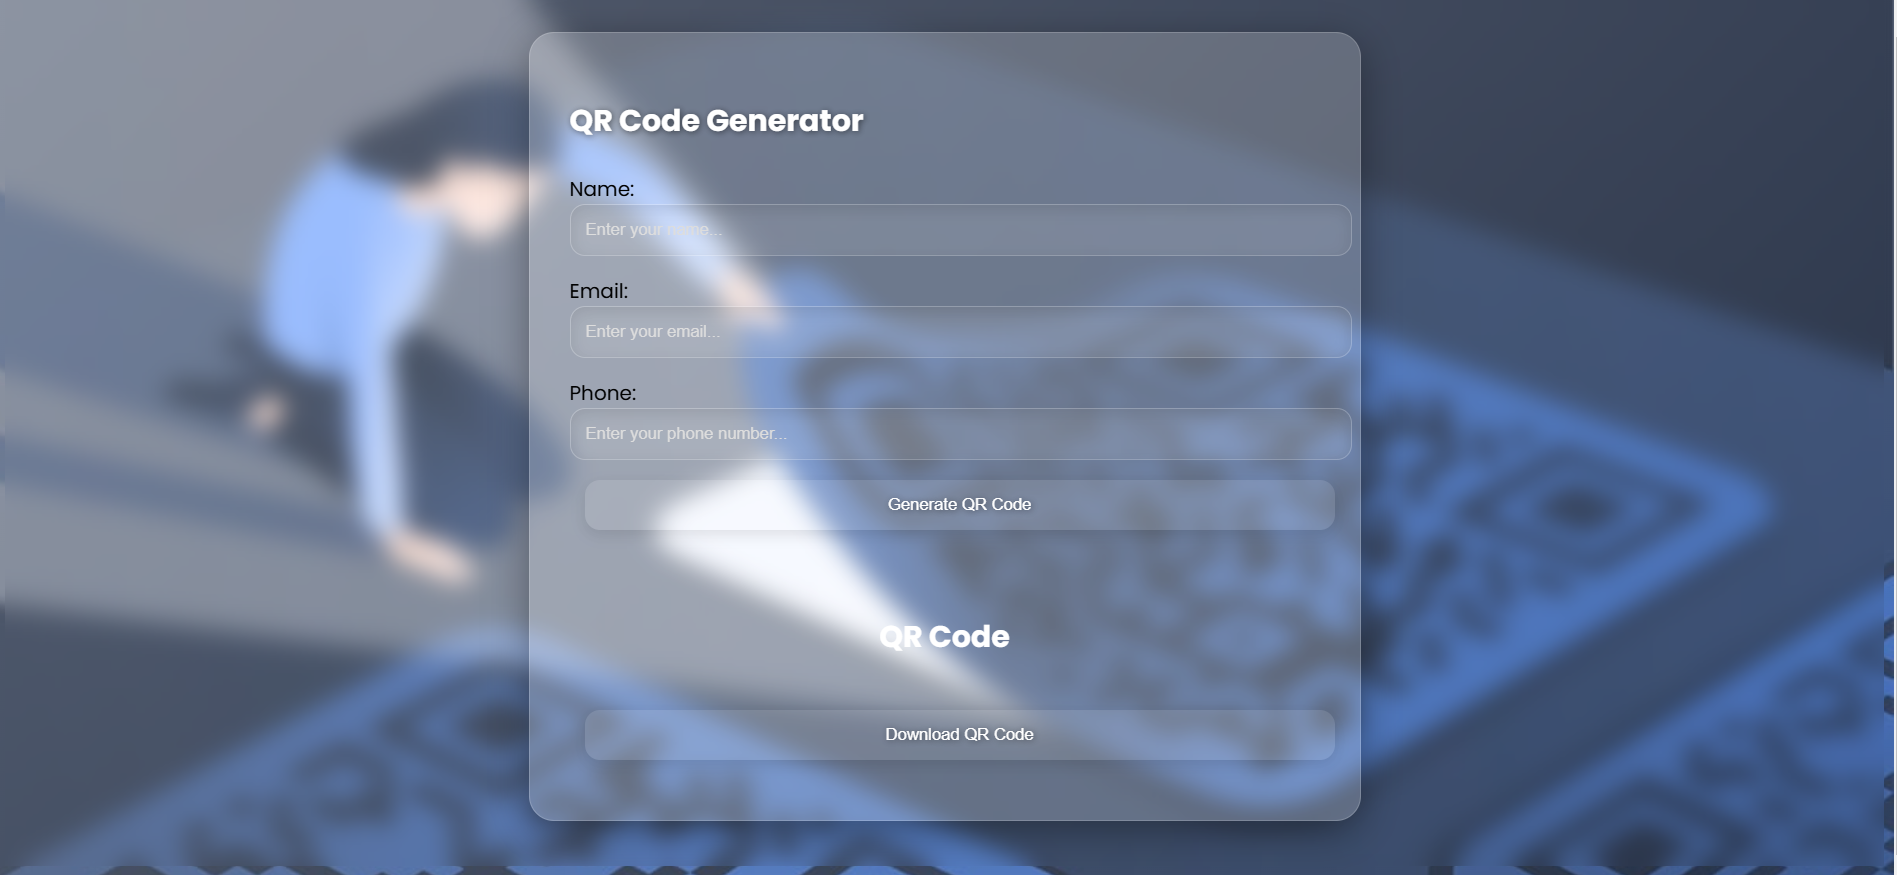 QR Code Generator
Name:
Enter your name...
Email:
Enter your email...
Phone:
Enter your phone number...
Generate QR Code
QR Code
Download QR Code